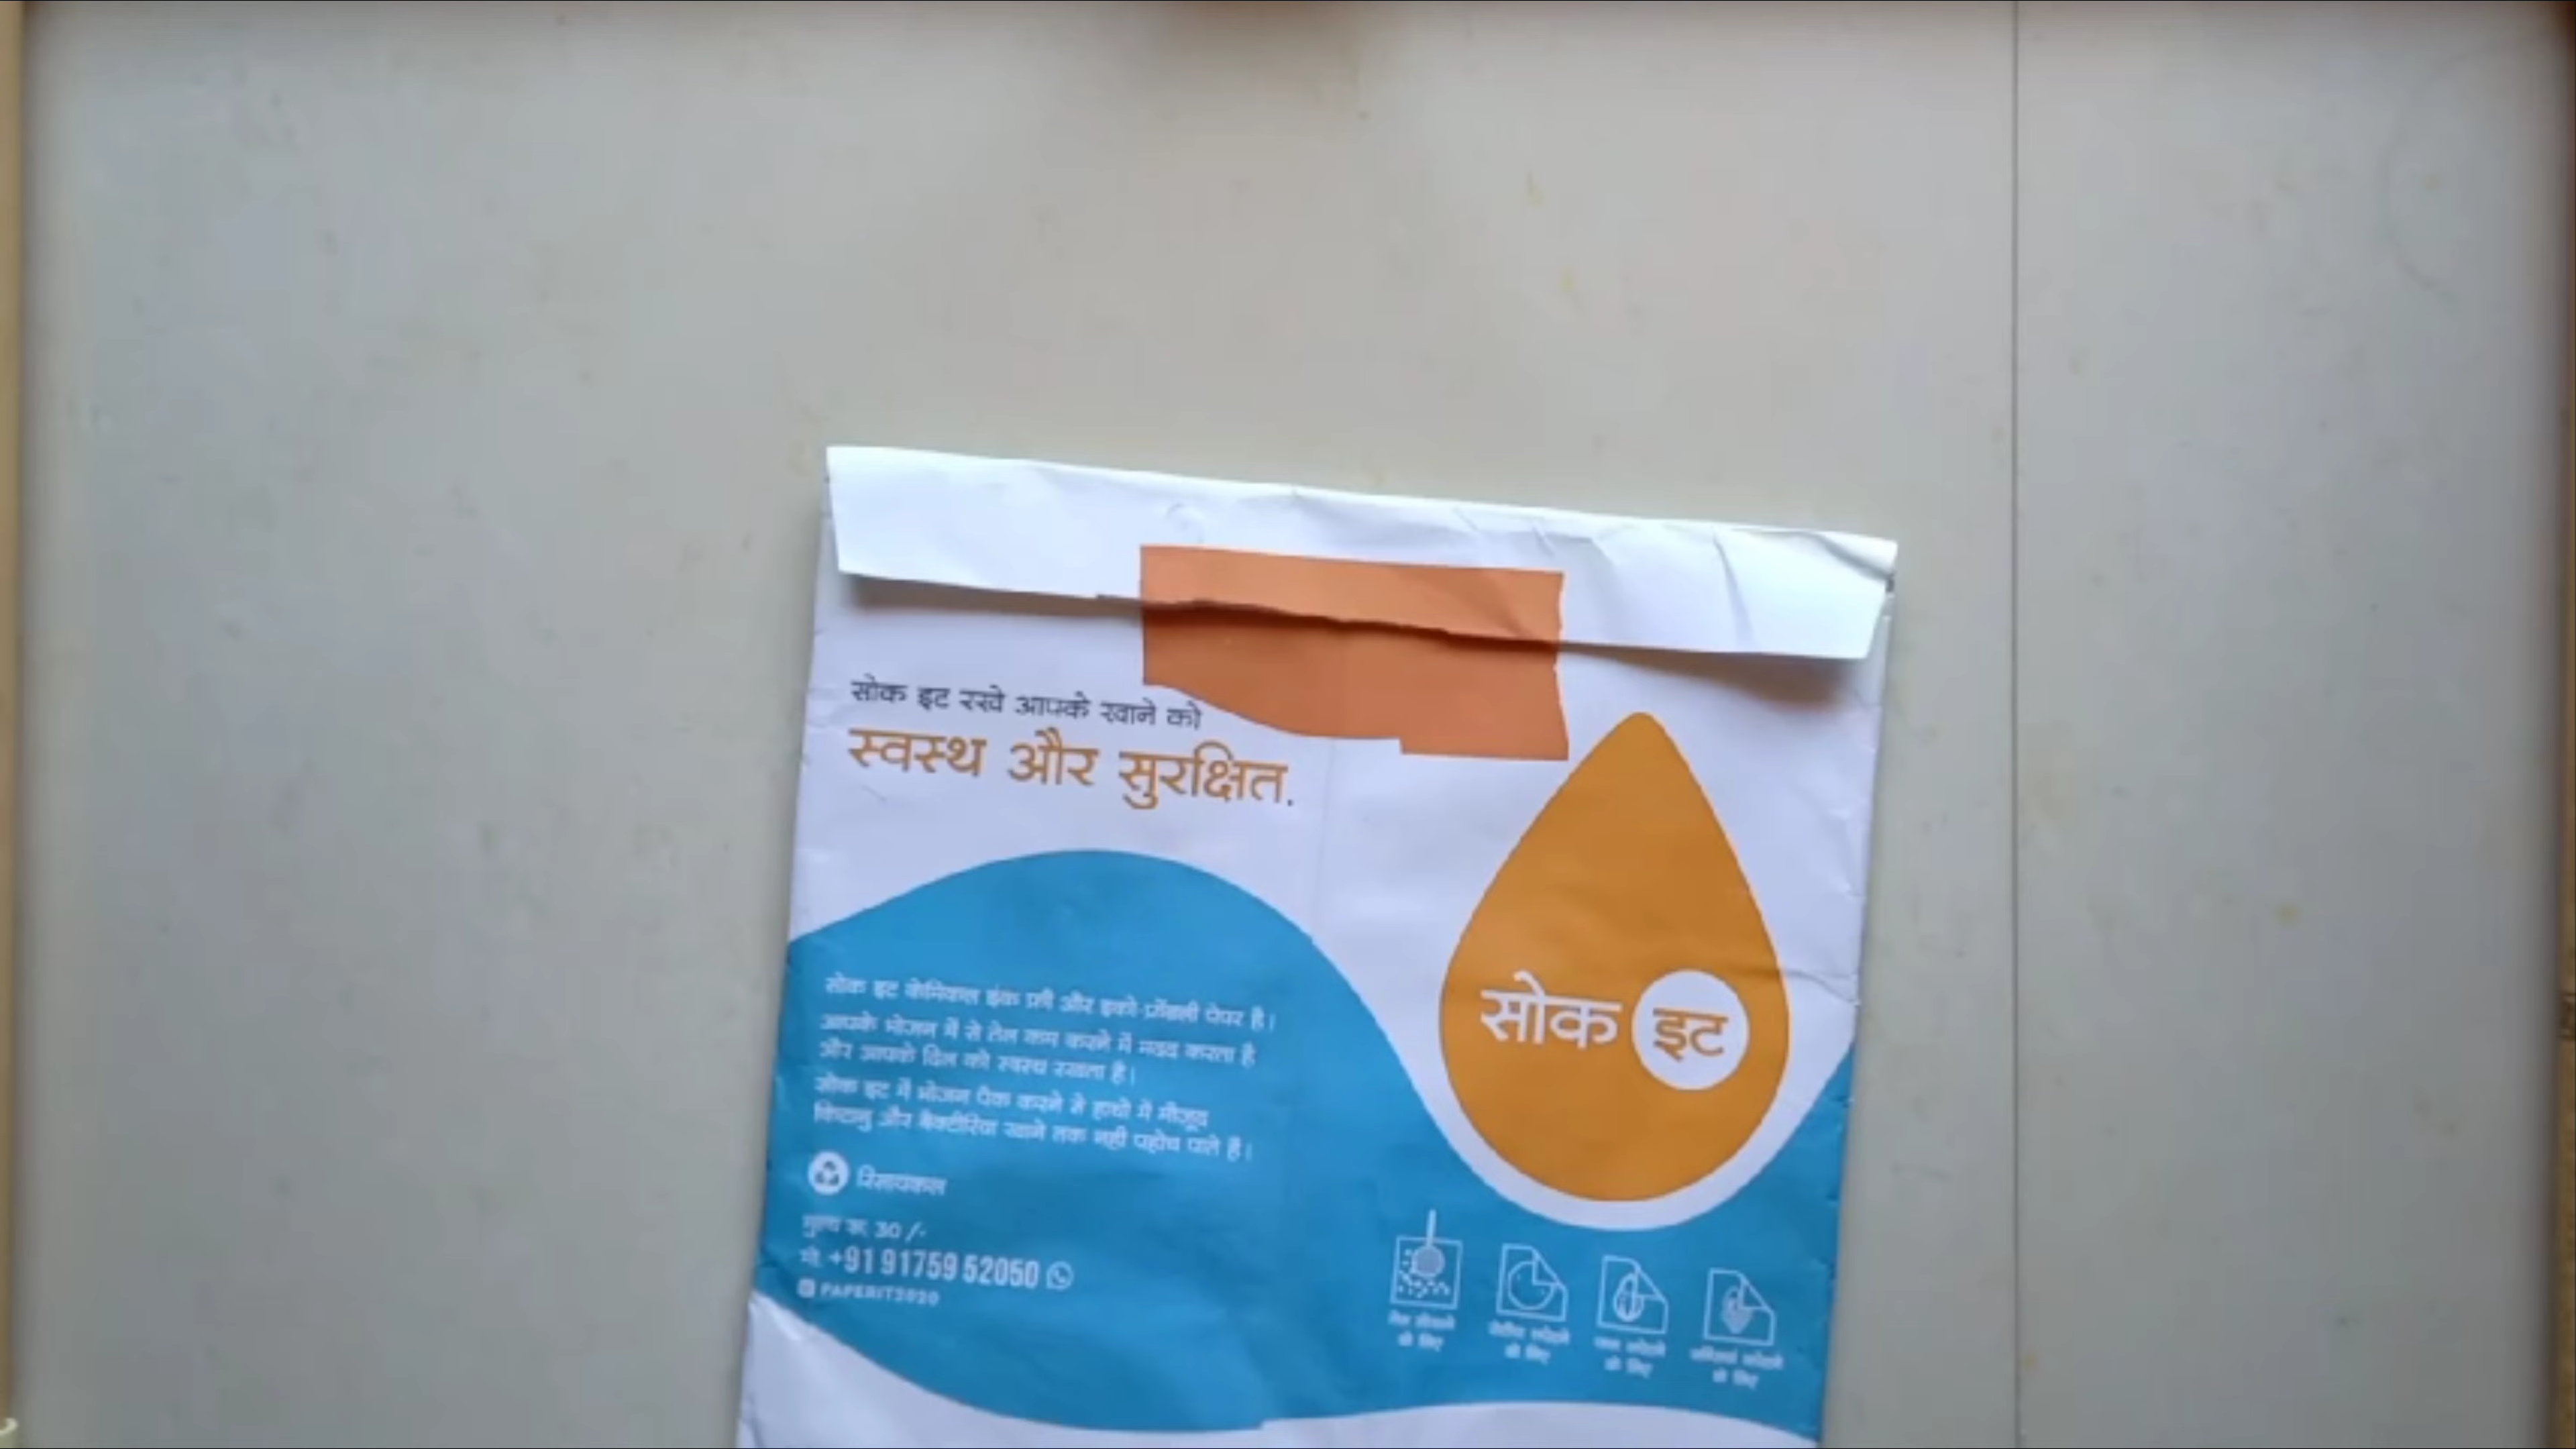 सोक इट रखे आपके खाने को
स्वस्थ और सुरक्षित.
सोक इट
सोक इट केमिकल इंक फ्री और इको-फ्रेंडली पेपर है।
आपके भोजन में से तेल कम करने में मदद करता है
और आपके दिल को स्वस्थ रखता है।
सोक इट में भोजन पैक करने से हाथो में मौजूद
किटाणु और बैक्टीरिया खाने तक नही पहोच पाते है।
रिसायकल
मुल्य रू. 30 /-
मो. +91 91759 52050
PAPERIT2020
के लिए
के लिए
के लिए
के लिए